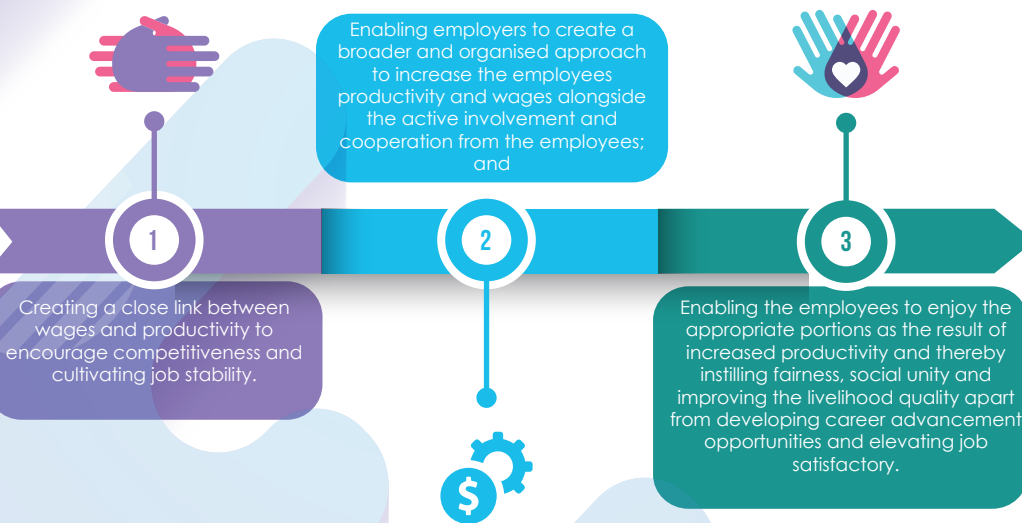 1
Creating a close link between
wages and productivity to
encourage competitiveness and
cultivating job stability.
Enabling employers to create a
broader and organised approach
to increase the employees
productivity and wages alongside
the active involvement and
cooperation from the employees;
and
2
$
3
Enabling the employees to enjoy the
appropriate portions as the result of
increased productivity and thereby
instilling fairness, social unity and
improving the livelihood quality apart
from developing career advancement
opportunities and elevating job
satisfactory.